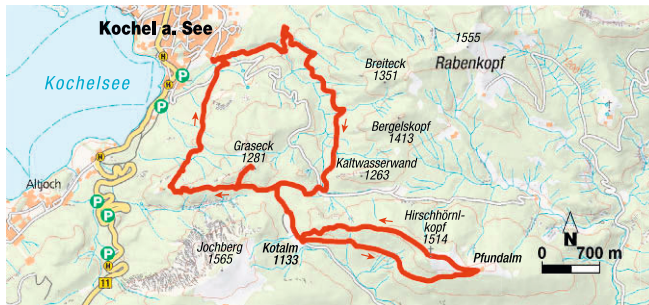 Kochel a. See
1555
Breiteck
1351
Rabenkopf
Kochelsee
H
P
P
Bergelskopf
1413
Graseck
1281
Kaltwasserwand
1263
H
Altjoch
P
P
Hirschhörnl-
kopf
1514
Jochberg
1565
Kotalm
1133
Pfundalm
N
0 700 m
H
P
11